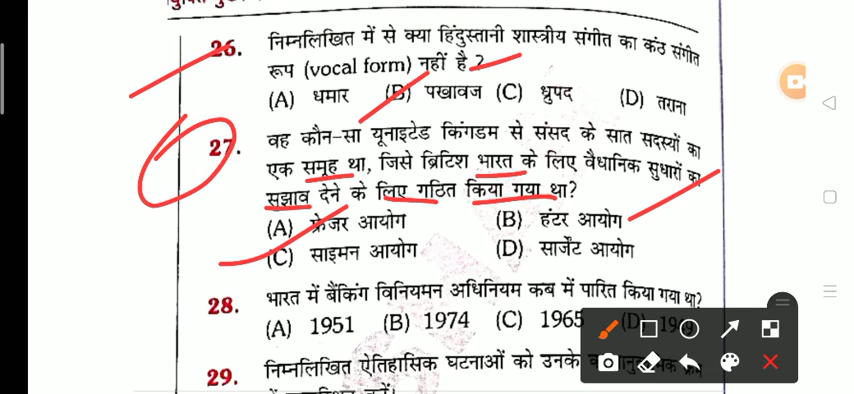 26. निम्नलिखित में से क्या हिंदुस्तानी शास्त्रीय संगीत का कंठ संगीत
रूप (vocal form) नहीं है ?
(A) धमार (B) पखावज (C) ध्रुपद (D) तराना
27. वह कौन-सा यूनाइटेड किंगडम से संसद के सात सदस्यों का
एक समूह था, जिसे ब्रिटिश भारत के लिए वैधानिक सुधारों का
सझाव देने के लिए गठित किया गया था?
(A) फ्रेजर आयोग (B) हंटर आयोग
(C) साइमन आयोग (D) सार्जेंट आयोग
28. भारत में बैंकिंग विनियमन अधिनियम कब में पारित किया गया था?
(A) 1951 (B) 1974 (C) 1965 (D) 1949
29. निम्नलिखित ऐतिहासिक घटनाओं को उनके